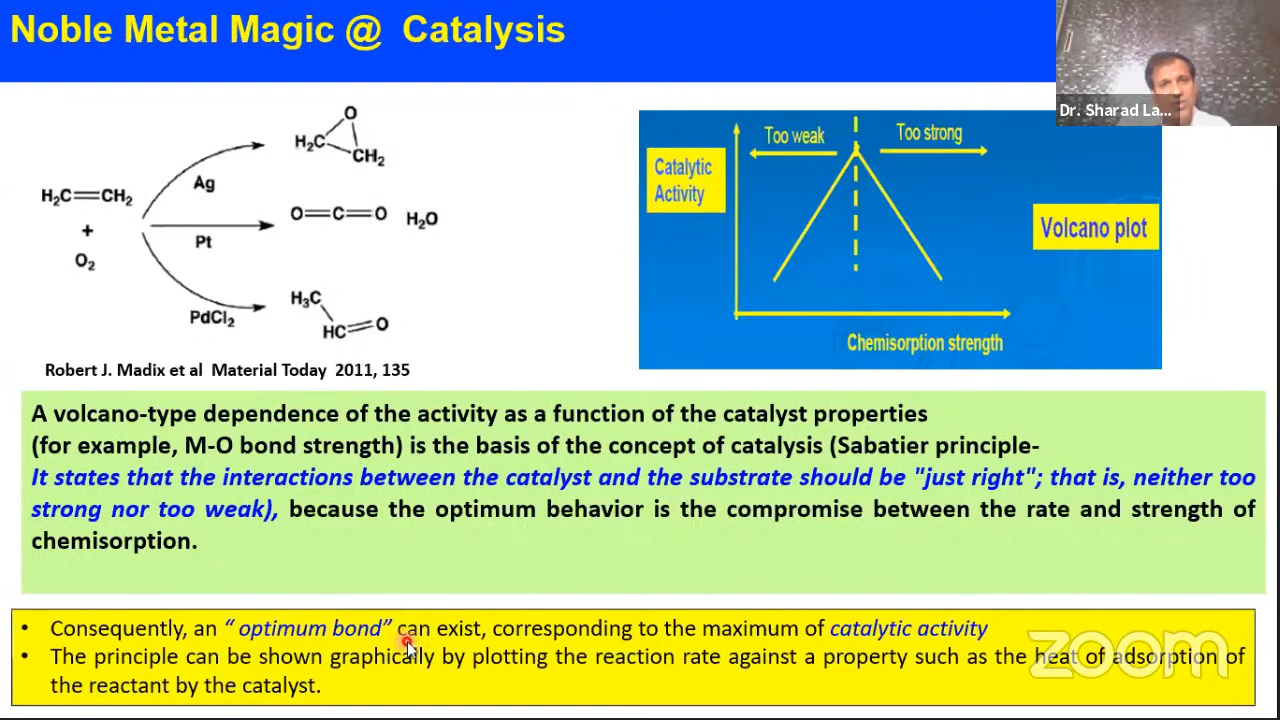 Noble Metal Magic @ Catalysis
Dr. Sharad La...
H₂C=CH₂
+
O₂
Ag
Pt
PdCl₂
O
H₂C
CH₂
O=C=O H₂O
H₃C
HC=O
Robert J. Madix et al Material Today 2011, 135
Catalytic
Activity
Too weak
Too strong
Volcano plot
Chemisorption strength
A volcano-type dependence of the activity as a function of the catalyst properties
(for example, M-O bond strength) is the basis of the concept of catalysis (Sabatier principle-
It states that the interactions between the catalyst and the substrate should be "just right"; that is, neither too
strong nor too weak), because the optimum behavior is the compromise between the rate and strength of
chemisorption.
• Consequently, an “ optimum bond” can exist, corresponding to the maximum of catalytic activity
• The principle can be shown graphically by plotting the reaction rate against a property such as the heat of adsorption of
the reactant by the catalyst.
zoom